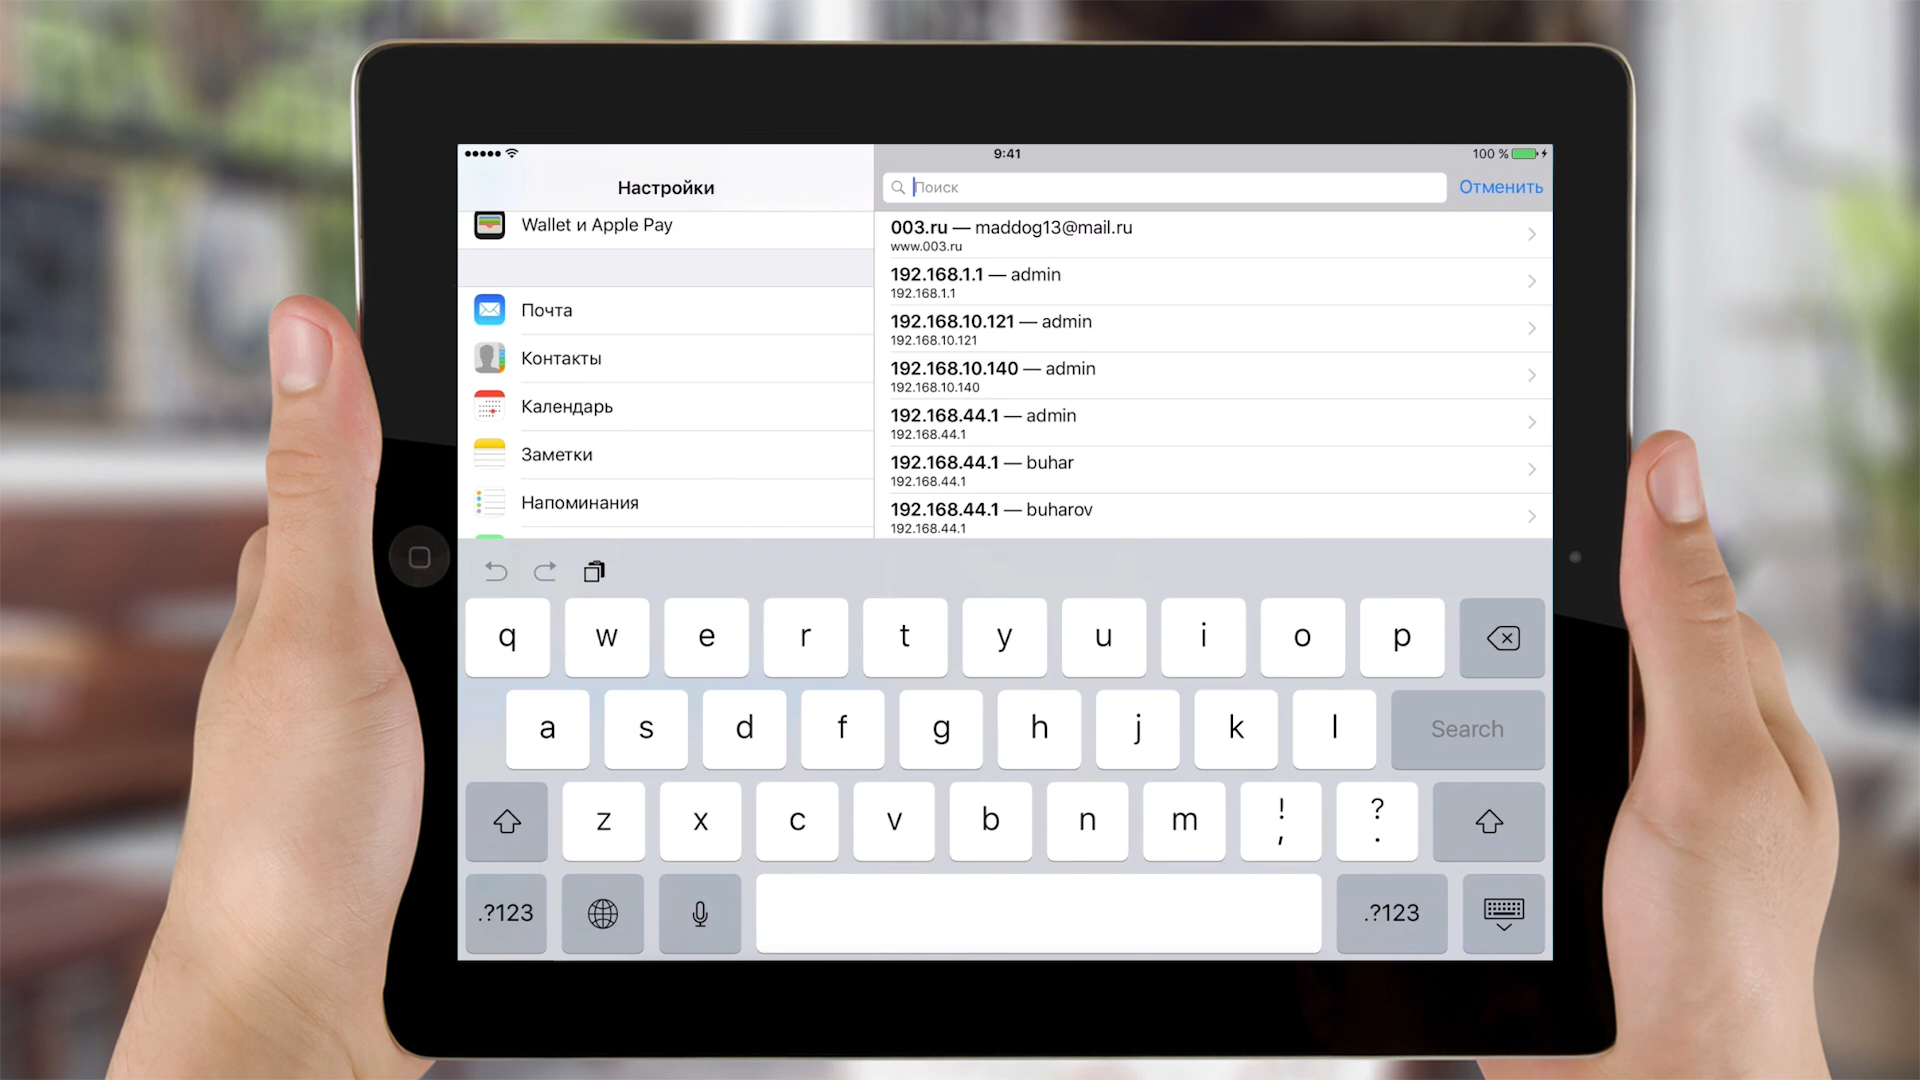 9:41
100 %
Настройки
Поиск
Отменить
Wallet и Apple Pay
Почта
Контакты
Календарь
Заметки
Напоминания
003.ru — maddog13@mail.ru
www.003.ru
192.168.1.1 — admin
192.168.1.1
192.168.10.121 — admin
192.168.10.121
192.168.10.140 — admin
192.168.10.140
192.168.44.1 — admin
192.168.44.1
192.168.44.1 — buhar
192.168.44.1
192.168.44.1 — buharov
192.168.44.1
q w e r t y u i o p
a s d f g h j k l Search
z x c v b n m ! , ? .
.?123 .?123